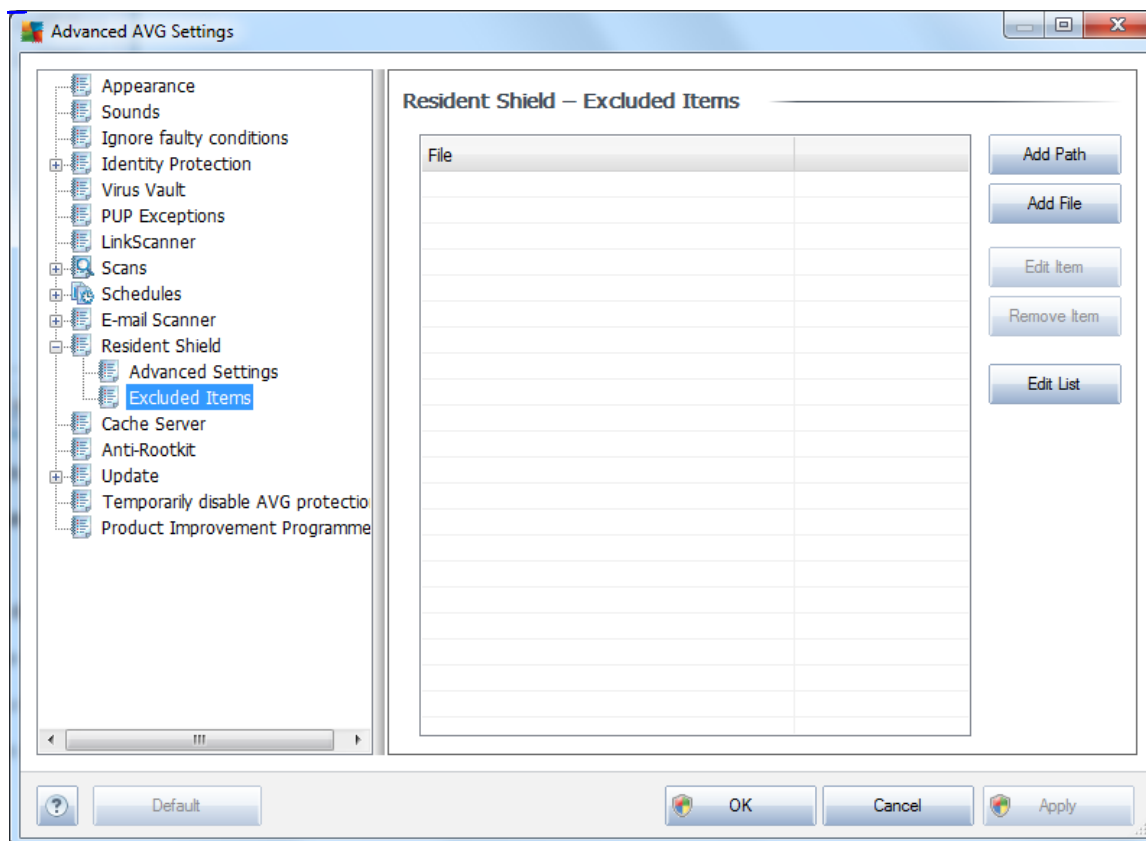 Advanced AVG Settings
Appearance
Sounds
Ignore faulty conditions
Identity Protection
Virus Vault
PUP Exceptions
LinkScanner
Scans
Schedules
E-mail Scanner
Resident Shield
Advanced Settings
Excluded Items
Cache Server
Anti-Rootkit
Update
Temporarily disable AVG protectio
Product Improvement Programme
Resident Shield – Excluded Items
File
Add Path
Add File
Edit Item
Remove Item
Edit List
?
Default
OK
Cancel
Apply